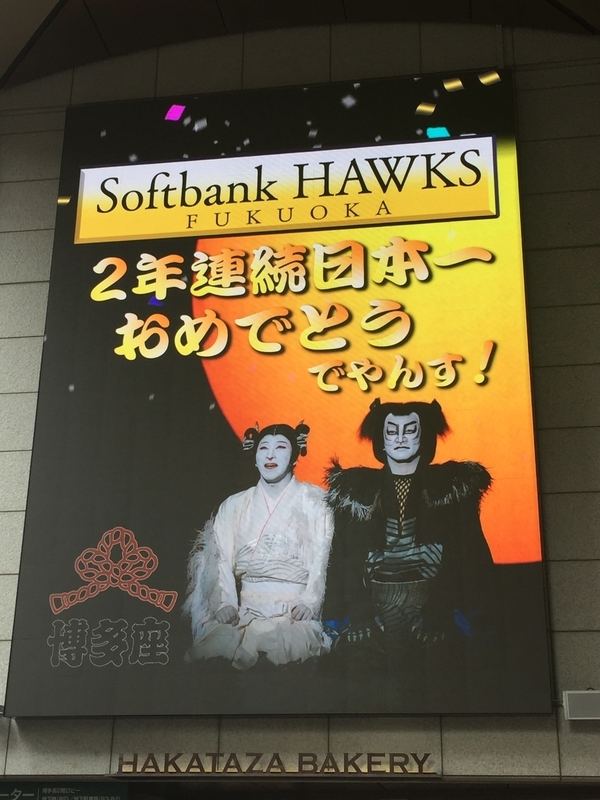 Softbank HAWKS
FUKUOKA
2年連続日本一
おめでとう
でやんす!
博多座
HAKATAZA BAKERY